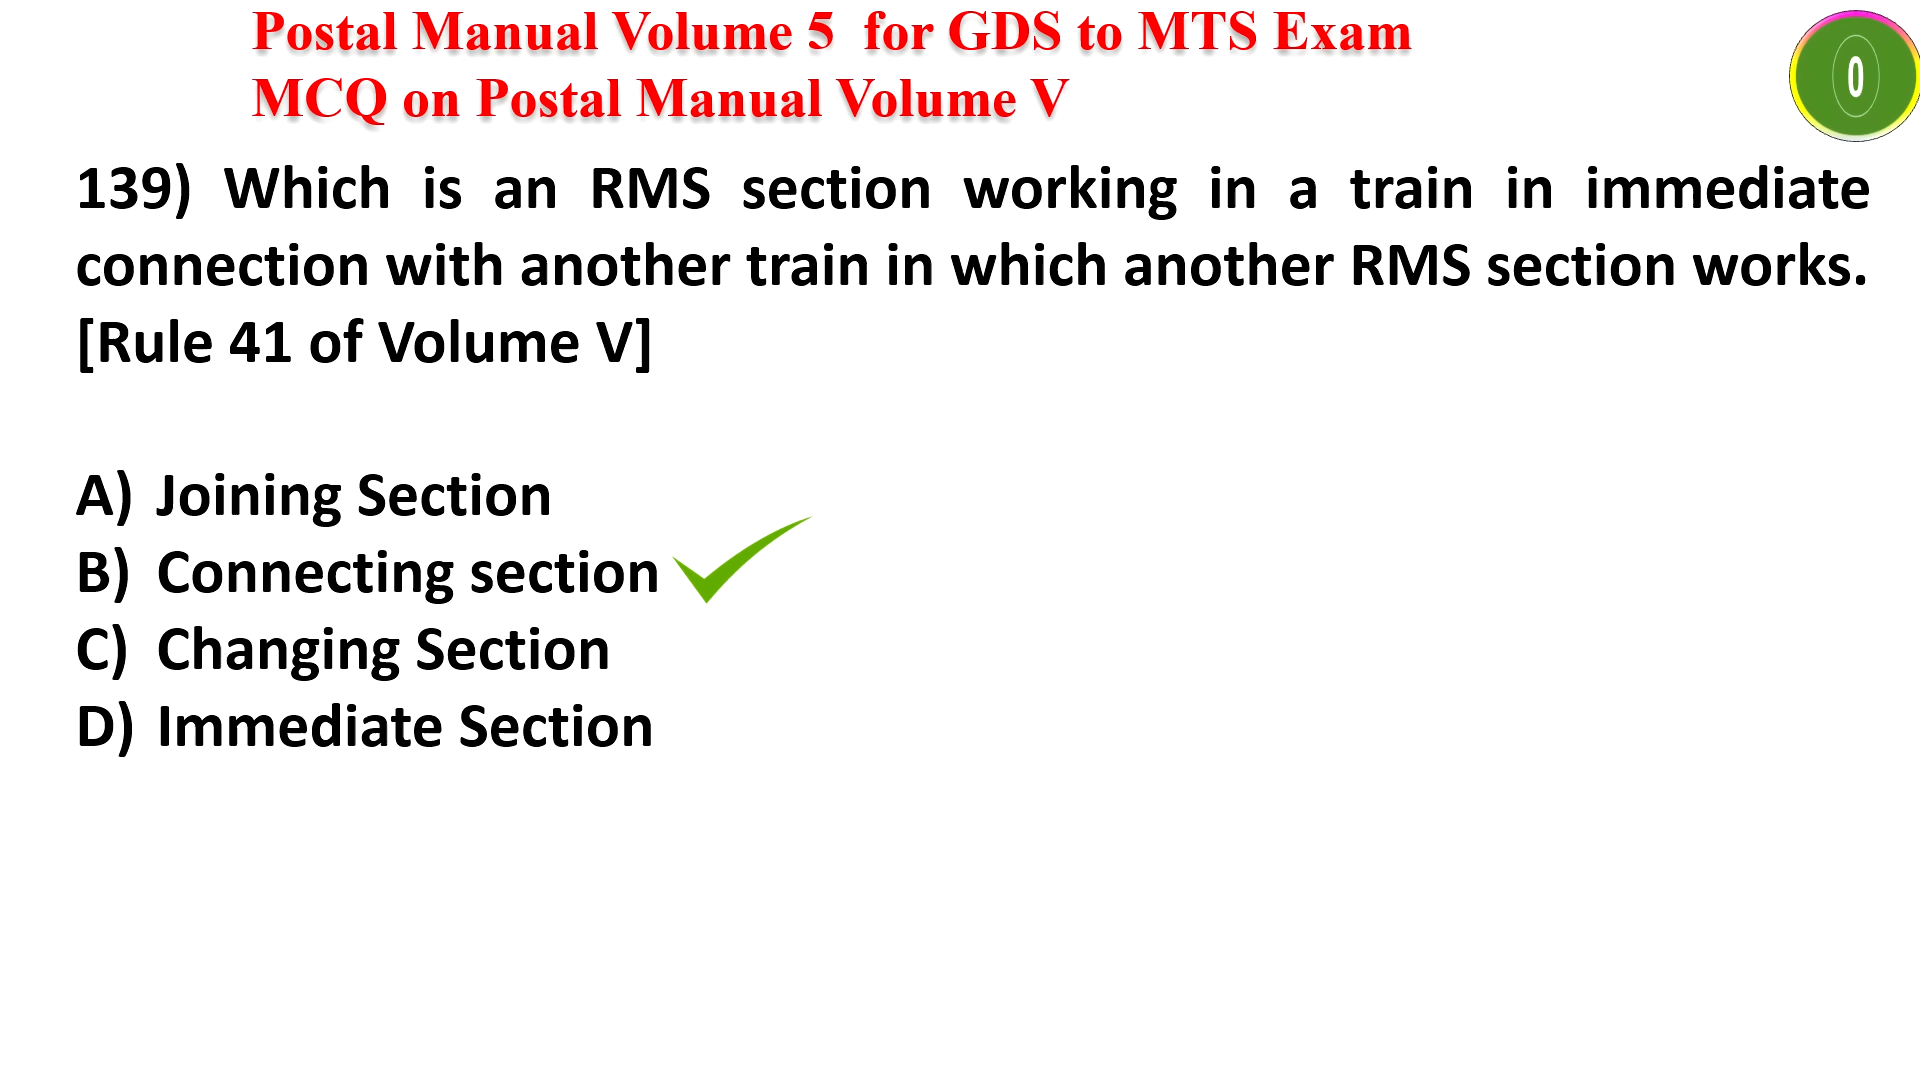 Postal Manual Volume 5 for GDS to MTS Exam
MCQ on Postal Manual Volume V
0
139) Which is an RMS section working in a train in immediate
connection with another train in which another RMS section works.
[Rule 41 of Volume V]
A) Joining Section
B) Connecting section
C) Changing Section
D) Immediate Section